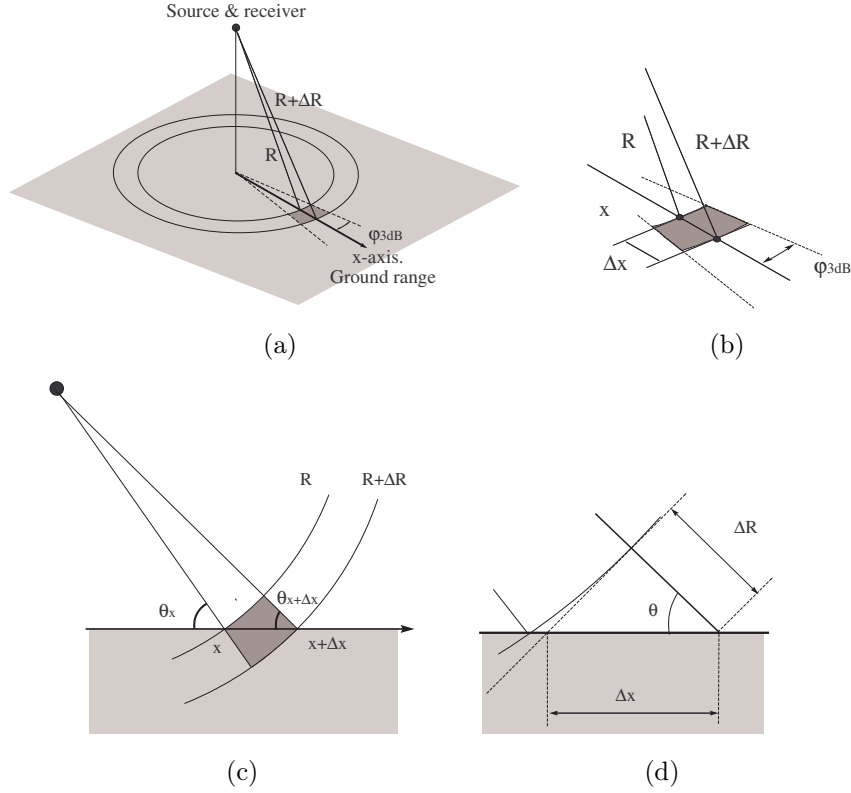 Source & receiver
R+ΔR
R
φ3dB
x-axis.
Ground range
(a)
R
R+ΔR
x
Δx
φ3dB
(b)
R
R+ΔR
θx
θx+Δx
x
x+Δx
(c)
ΔR
θ
Δx
(d)